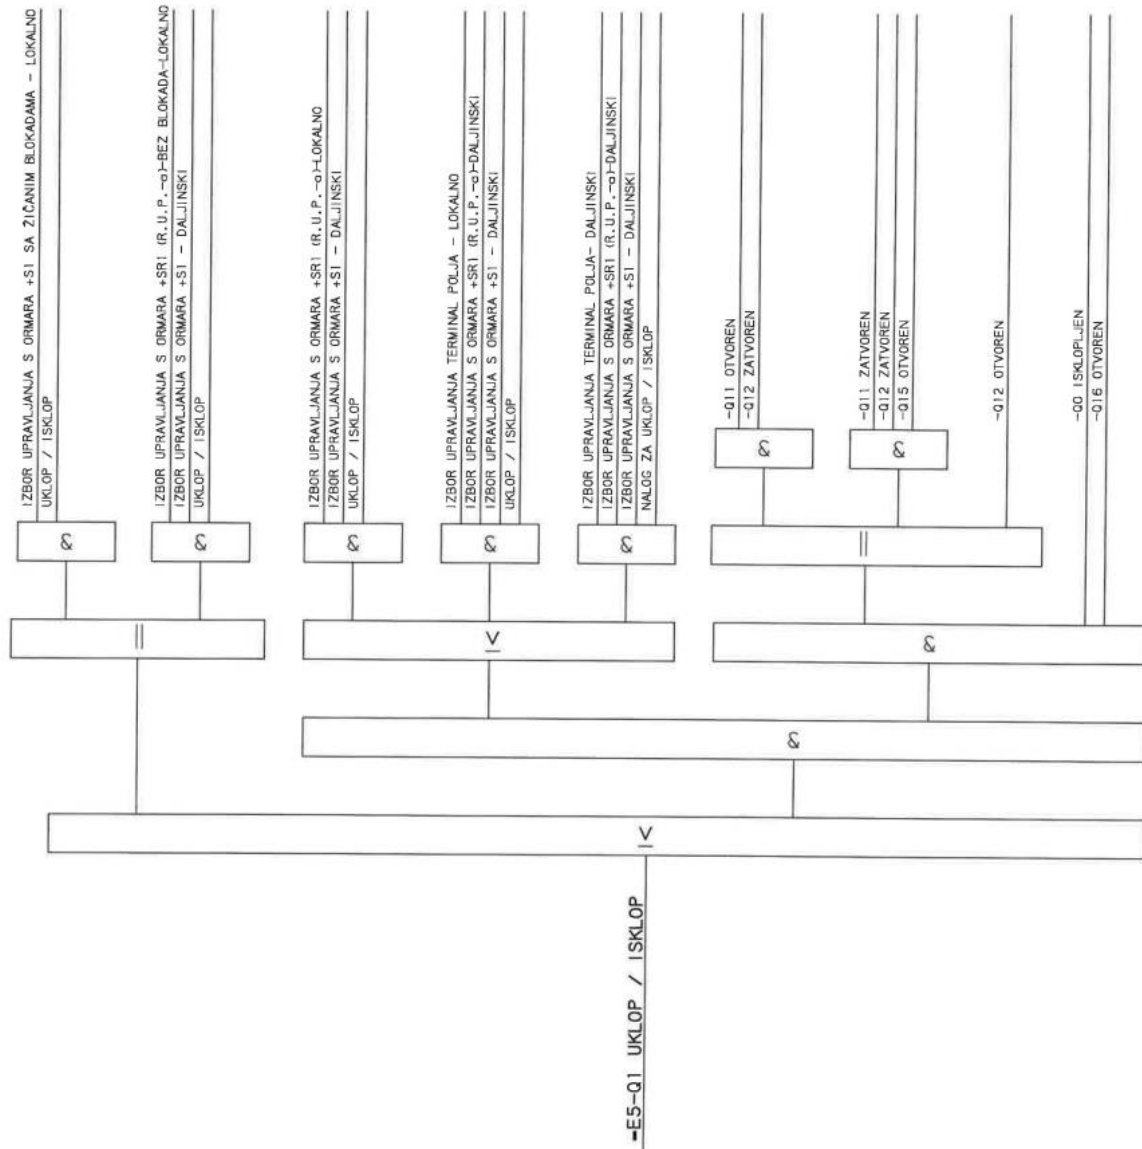 IZBOR UPRAVLJANJA S ORMARA +S1 SA ŽIČANIM BLOKADAMA - LOKALNO
UKLOP / ISKLOP
&
IZBOR UPRAVLJANJA S ORMARA +SR1 (R.U.P.-a)-BEZ BLOKADA-LOKALNO
IZBOR UPRAVLJANJA S ORMARA +S1 - DALJINSKI
UKLOP / ISKLOP
&
IZBOR UPRAVLJANJA S ORMARA +SR1 (R.U.P.-a)-LOKALNO
IZBOR UPRAVLJANJA S ORMARA +S1 - DALJINSKI
UKLOP / ISKLOP
&
IZBOR UPRAVLJANJA TERMINAL POLJA - LOKALNO
IZBOR UPRAVLJANJA S ORMARA +SR1 (R.U.P.-a)-DALJINSKI
IZBOR UPRAVLJANJA S ORMARA +S1 - DALJINSKI
UKLOP / ISKLOP
&
IZBOR UPRAVLJANJA TERMINAL POLJA- DALJINSKI
IZBOR UPRAVLJANJA S ORMARA +SR1 (R.U.P.-a)-DALJINSKI
IZBOR UPRAVLJANJA S ORMARA +S1 - DALJINSKI
NALOG ZA UKLOP / ISKLOP
&
-Q11 OTVOREN
-Q12 ZATVOREN
&
-Q11 ZATVOREN
-Q12 ZATVOREN
-Q15 OTVOREN
&
-Q12 OTVOREN
-Q0 ISKLOPLJEN
-Q16 OTVOREN
||
||
V
&
&
V
-E5-Q1 UKLOP / ISKLOP